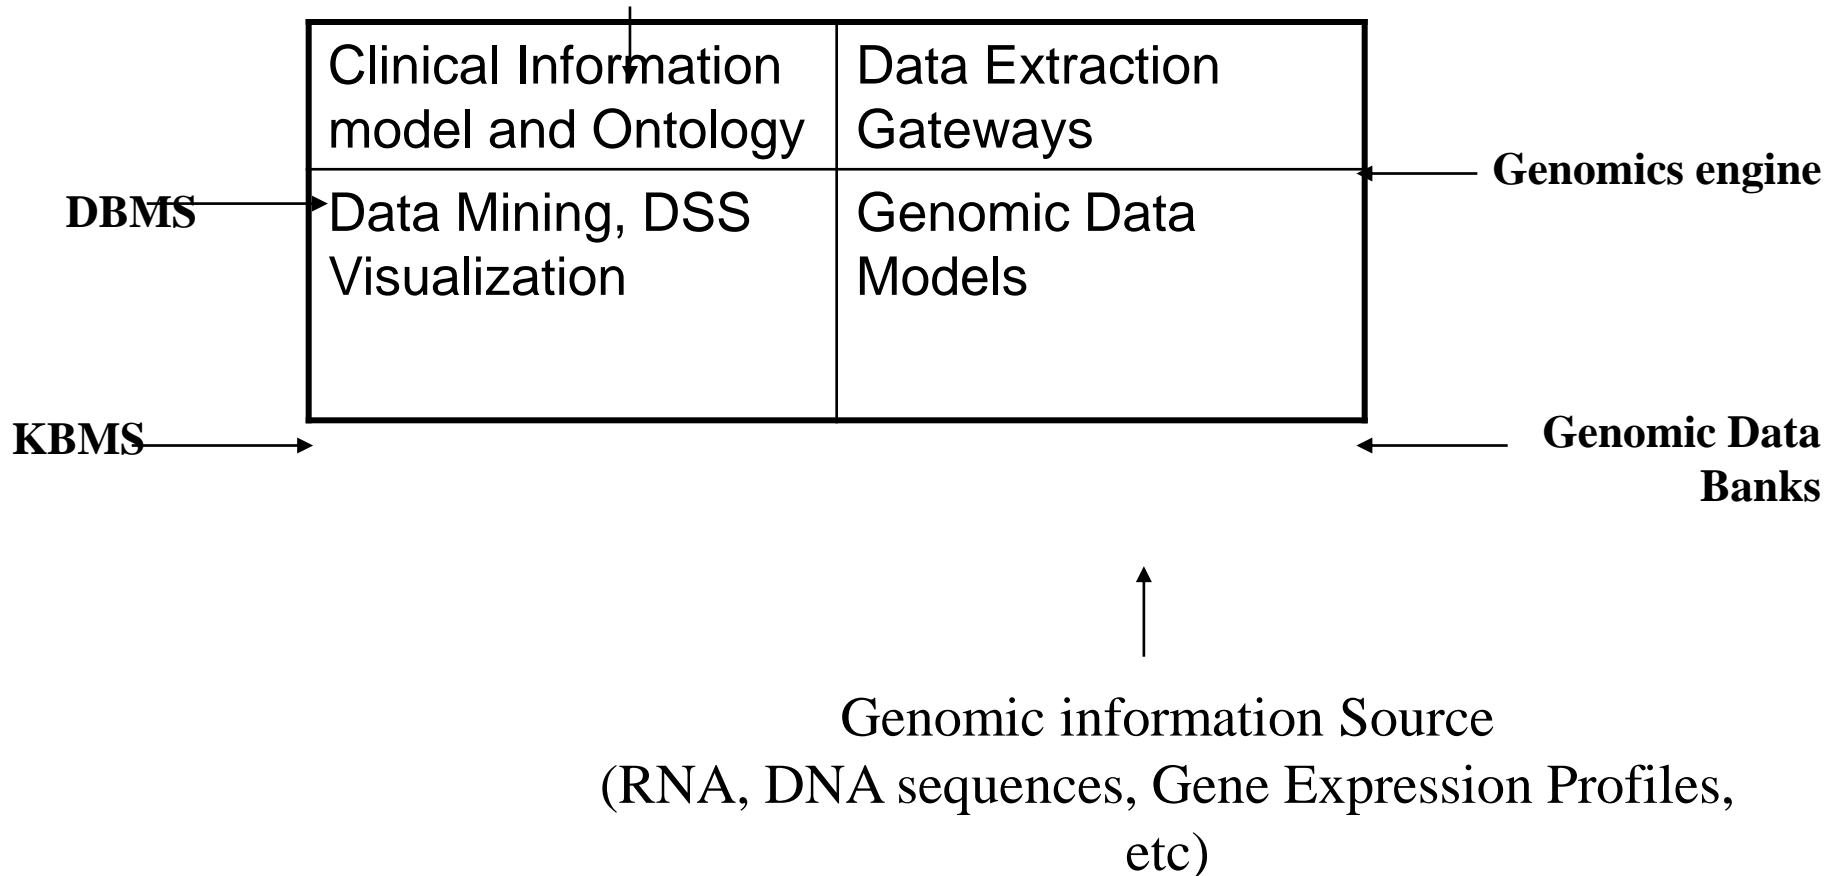 Clinical Information
model and Ontology
Data Extraction
Gateways
Data Mining, DSS
Visualization
Genomic Data
Models
DBMS
KBMS
Genomics engine
Genomic Data
Banks
Genomic information Source
(RNA, DNA sequences, Gene Expression Profiles,
etc)